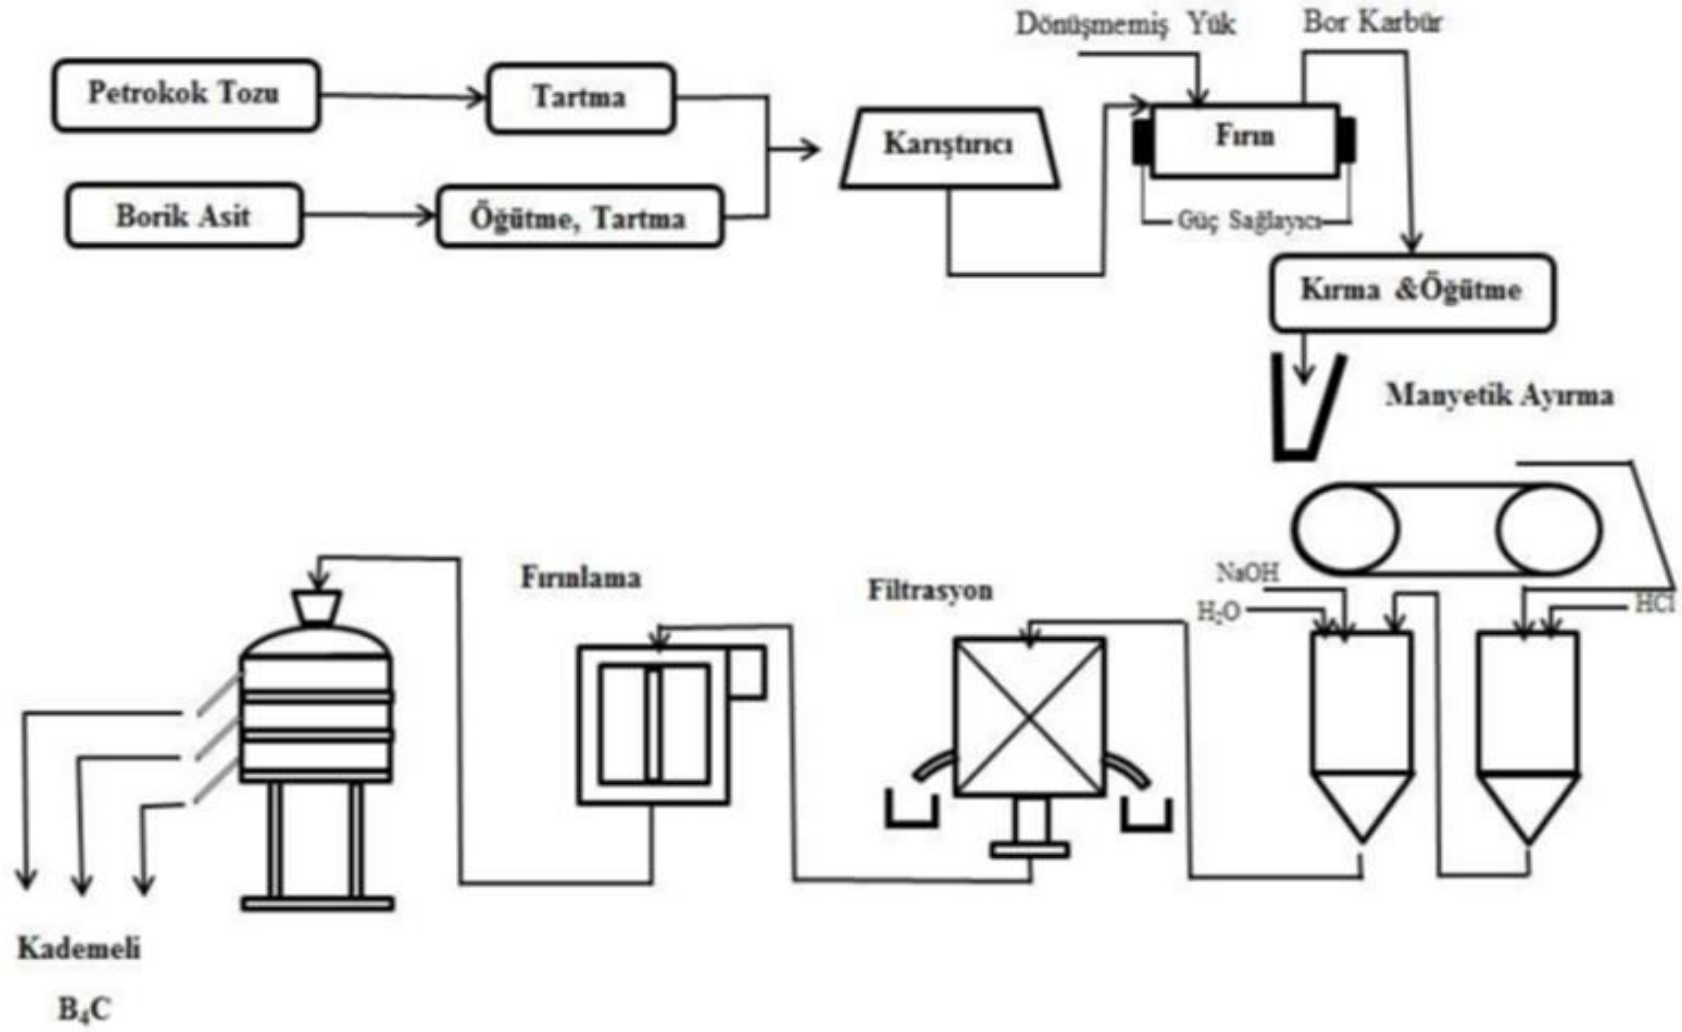 Dönüşmemiş Yük
Bor Karbür
Petrokok Tozu
Tartma
Karıştırıcı
Fırın
Borik Asit
Öğütme, Tartma
Güç Sağlayıcı
Kırma &Öğütme
Manyetik Ayırma
NaOH
H₂O
HCl
Filtrasyon
Fırınlama
Kademeli
B₄C